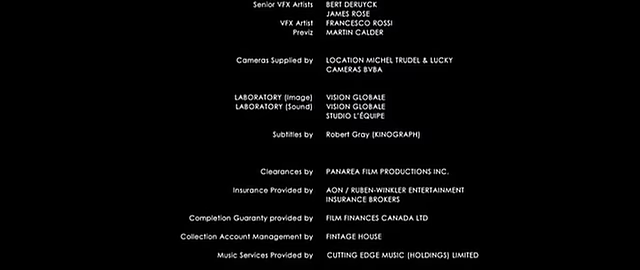 Senior VFX Artists BERT DERUYCK
JAMES ROSE
VFX Artist FRANCESCO ROSSI
Previz MARTIN CALDER
Cameras Supplied by LOCATION MICHEL TRUDEL & LUCKY
CAMERAS BVBA
LABORATORY (Image) VISION GLOBALE
LABORATORY (Sound) VISION GLOBALE
STUDIO L'ÉQUIPE
Subtitles by Robert Gray (KINOGRAPH)
Clearances by PANAREA FILM PRODUCTIONS INC.
Insurance Provided by AON / RUBEN-WINKLER ENTERTAINMENT
INSURANCE BROKERS
Completion Guaranty provided by FILM FINANCES CANADA LTD
Collection Account Management by FINTAGE HOUSE
Music Services Provided by CUTTING EDGE MUSIC (HOLDINGS) LIMITED